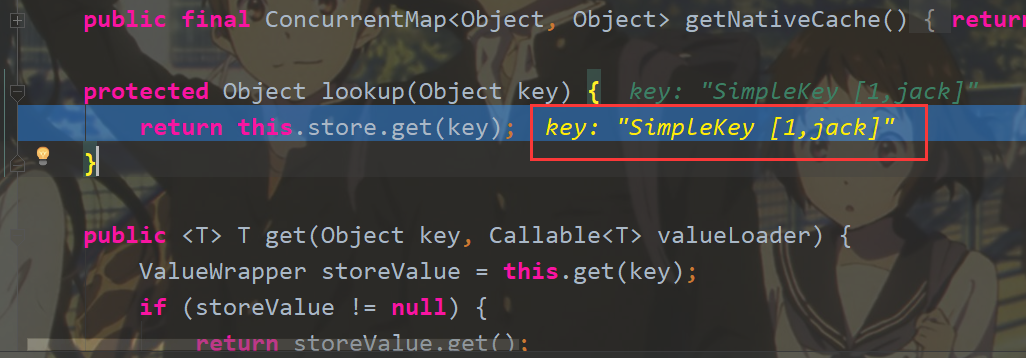 public final ConcurrentMap<Object, Object> getNativeCache() { return
protected Object lookup(Object key) {  key: "SimpleKey [1,jack]"
return this.store.get(key);  key: "SimpleKey [1,jack]"
}
public <T> T get(Object key, Callable<T> valueLoader) {
ValueWrapper storeValue = this.get(key);
if (storeValue != null) {
return storeValue.get();